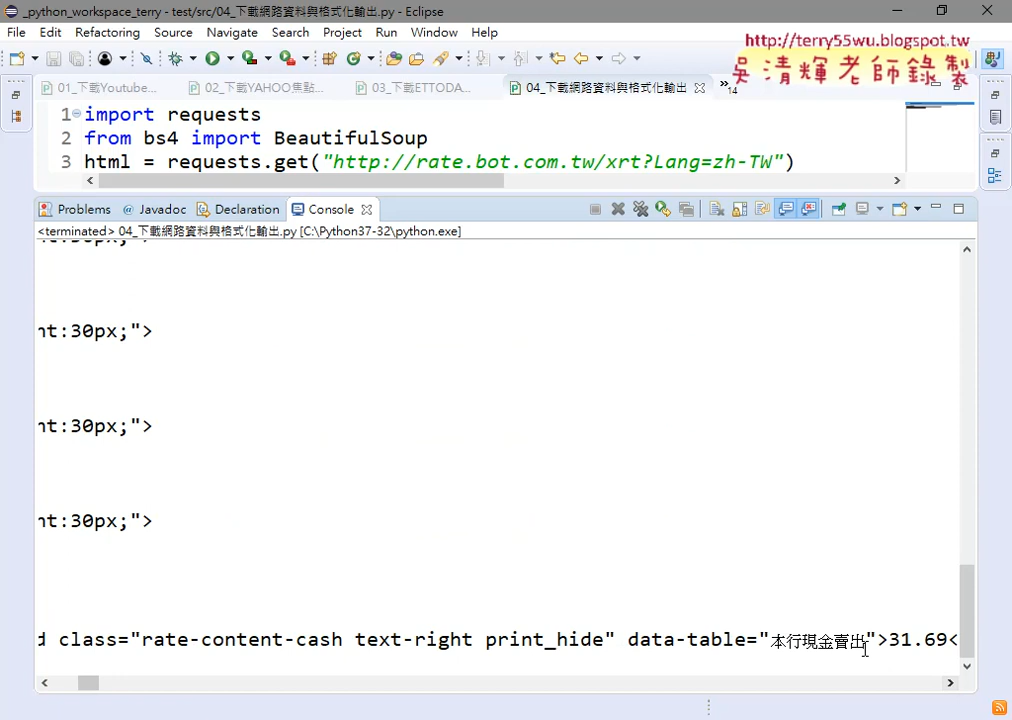 _python_workspace_terry - test/src/04_下載網路資料與格式化輸出.py - Eclipse
File Edit Refactoring Source Navigate Search Project Run Window Help
http://terry55wu.blogspot.tw
吳清輝老師錄製
01_下載Youtube... 02_下載YAHOO焦點... 03_下載ETTODA... 04_下載網路資料與格式化輸出 »14
1 import requests
2 from bs4 import BeautifulSoup
3 html = requests.get("http://rate.bot.com.tw/xrt?Lang=zh-TW")
Problems @ Javadoc Declaration Console
<terminated> 04_下載網路資料與格式化輸出.py [C:\Python37-32\python.exe]
nt:30px;">
nt:30px;">
nt:30px;">
nt:30px;">
d class="rate-content-cash text-right print_hide" data-table="本行現金賣出">31.69<